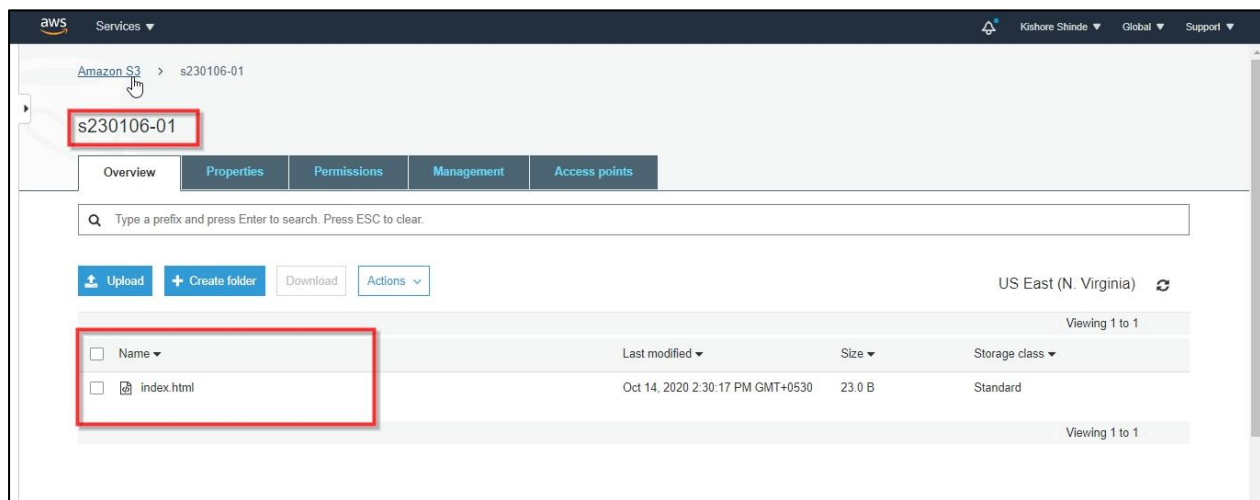 aws Services Kishore Shinde Global Support
Amazon S3 > s230106-01
s230106-01
Overview Properties Permissions Management Access points
Type a prefix and press Enter to search. Press ESC to clear.
Upload Create folder Download Actions US East (N. Virginia)
Viewing 1 to 1
Name Last modified Size Storage class
index.html Oct 14, 2020 2:30:17 PM GMT+0530 23.0 B Standard
Viewing 1 to 1